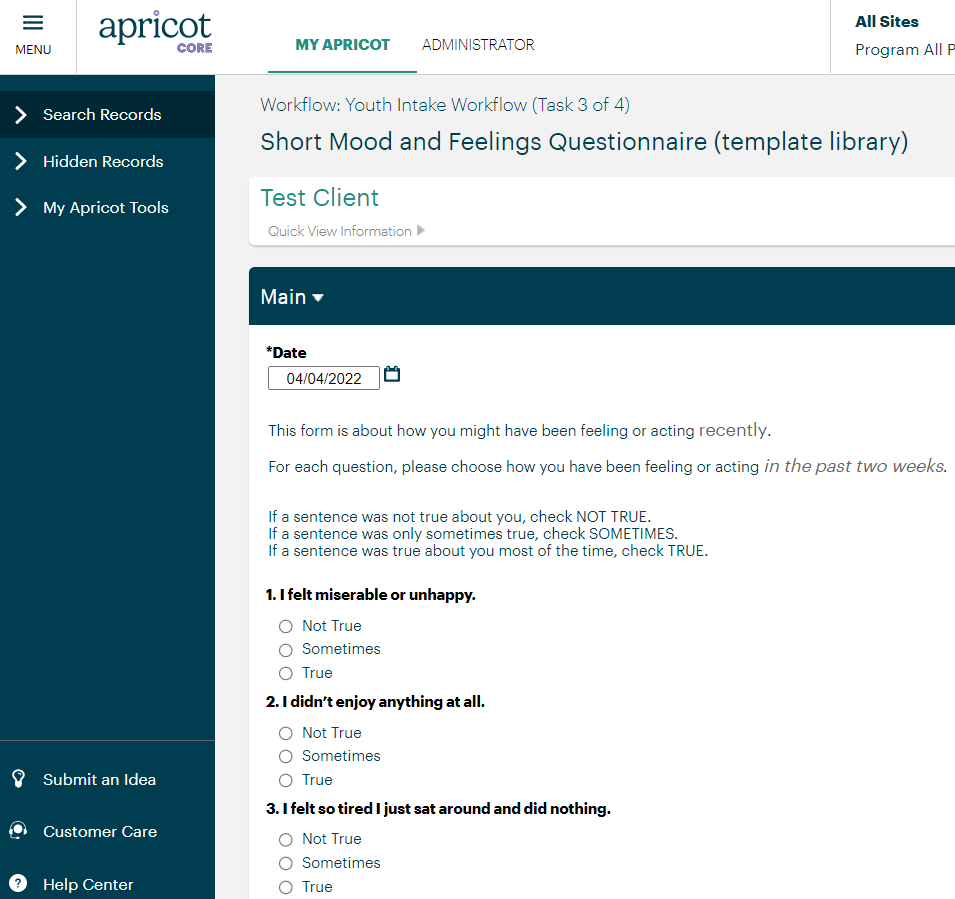 MENU
apricot
CORE
MY APRICOT
ADMINISTRATOR
All Sites
Program All P
Search Records
Hidden Records
My Apricot Tools
Submit an Idea
Customer Care
? Help Center
Workflow: Youth Intake Workflow (Task 3 of 4)
Short Mood and Feelings Questionnaire (template library)
Test Client
Quick View Information
Main
*Date
04/04/2022
This form is about how you might have been feeling or acting recently.
For each question, please choose how you have been feeling or acting in the past two weeks.
If a sentence was not true about you, check NOT TRUE.
If a sentence was only sometimes true, check SOMETIMES.
If a sentence was true about you most of the time, check TRUE.
1. I felt miserable or unhappy.
Not True
Sometimes
True
2. I didn’t enjoy anything at all.
Not True
Sometimes
True
3. I felt so tired I just sat around and did nothing.
Not True
Sometimes
True